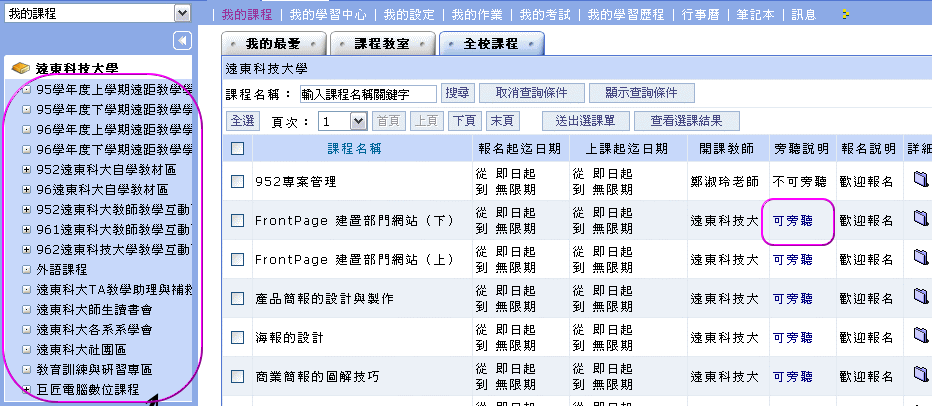 我的課程
我的課程 | 我的學習中心 | 我的設定 | 我的作業 | 我的考試 | 我的學習歷程 | 行事曆 | 筆記本 | 訊息
遠東科技大學
95學年度上學期遠距教學
95學年度下學期遠距教學
96學年度上學期遠距教學
96學年度下學期遠距教學
952遠東科大自學教材區
96遠東科大自學教材區
952遠東科大教師教學互動
961遠東科大教師教學互動
962遠東科技大學教學互動
外語課程
遠東科大TA教學助理與補救
遠東科大師生讀書會
遠東科大各系系學會
遠東科大社團區
教育訓練與研習專區
巨匠電腦數位課程
我的最愛 課程教室 全校課程
遠東科技大學
課程名稱： 輸入課程名稱關鍵字 搜尋 取消查詢條件 顯示查詢條件
全選 頁次： 1 首頁 上頁 下頁 末頁 送出選課單 查看選課結果
課程名稱 報名起迄日期 上課起迄日期 開課教師 旁聽說明 報名說明 詳細
952專案管理 從 即日起 到 無限期 從 即日起 到 無限期 鄭淑玲老師 不可旁聽 歡迎報名
FrontPage 建置部門網站（下） 從 即日起 到 無限期 從 即日起 到 無限期 遠東科技大 可旁聽 歡迎報名
FrontPage 建置部門網站（上） 從 即日起 到 無限期 從 即日起 到 無限期 遠東科技大 可旁聽 歡迎報名
產品簡報的設計與製作 從 即日起 到 無限期 從 即日起 到 無限期 遠東科技大 可旁聽 歡迎報名
海報的設計 從 即日起 到 無限期 從 即日起 到 無限期 遠東科技大 可旁聽 歡迎報名
商業簡報的圖解技巧 從 即日起 到 無限期 從 即日起 到 無限期 遠東科技大 可旁聽 歡迎報名